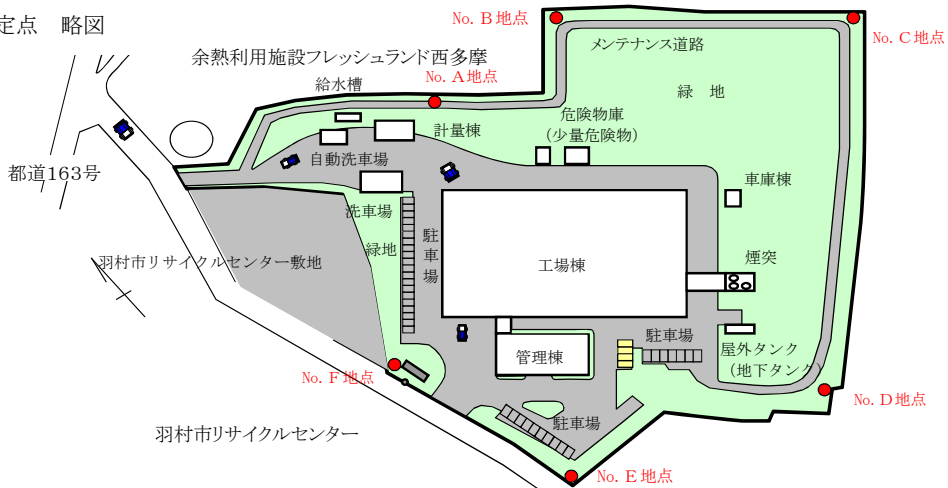 定点　略図
No. B 地点
No. C 地点
メンテナンス道路
余熱利用施設フレッシュランド西多摩
No. A 地点
給水槽
緑　地
危険物庫
(少量危険物)
計量棟
自動洗車場
都道163号
車庫棟
洗車場
緑地
駐車場
羽村市リサイクルセンター敷地
工場棟
煙突
駐車場
管理棟
屋外タンク
（地下タンク）
No. F 地点
No. D 地点
駐車場
羽村市リサイクルセンター
No. E 地点